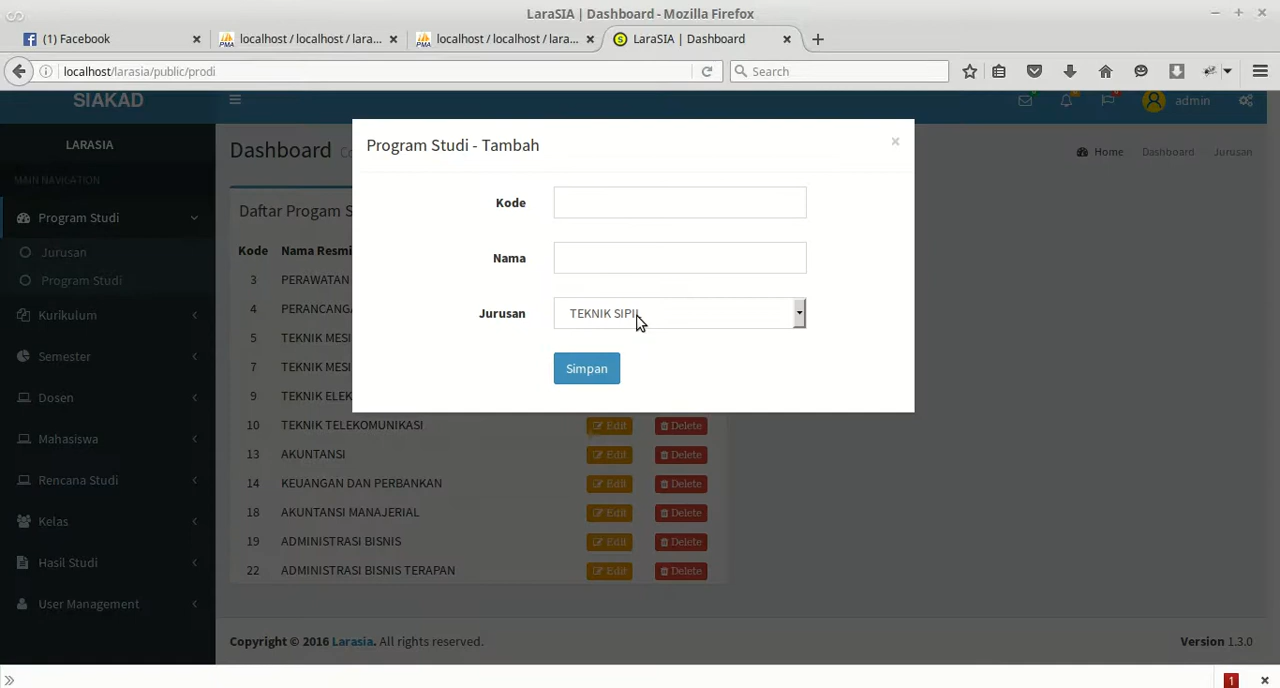 LaraSIA | Dashboard - Mozilla Firefox
(1) Facebook
localhost / localhost / lara...
localhost / localhost / lara...
LaraSIA | Dashboard
localhost/larasia/public/prodi
Search
SIAKAD
admin
LARASIA
MAIN NAVIGATION
Program Studi
Jurusan
Program Studi
Kurikulum
Semester
Dosen
Mahasiswa
Rencana Studi
Kelas
Hasil Studi
User Management
Dashboard
Home Dashboard Jurusan
Daftar Progam S
Kode Nama Resmi
3 PERAWATAN
4 PERANCANGA
5 TEKNIK MESI
7 TEKNIK MESI
9 TEKNIK ELEK
10 TEKNIK TELEKOMUNIKASI Edit Delete
13 AKUNTANSI Edit Delete
14 KEUANGAN DAN PERBANKAN Edit Delete
18 AKUNTANSI MANAJERIAL Edit Delete
19 ADMINISTRASI BISNIS Edit Delete
22 ADMINISTRASI BISNIS TERAPAN Edit Delete
Program Studi - Tambah
×
Kode
Nama
Jurusan TEKNIK SIPIL
Simpan
Copyright © 2016 Larasia. All rights reserved.
Version 1.3.0
1